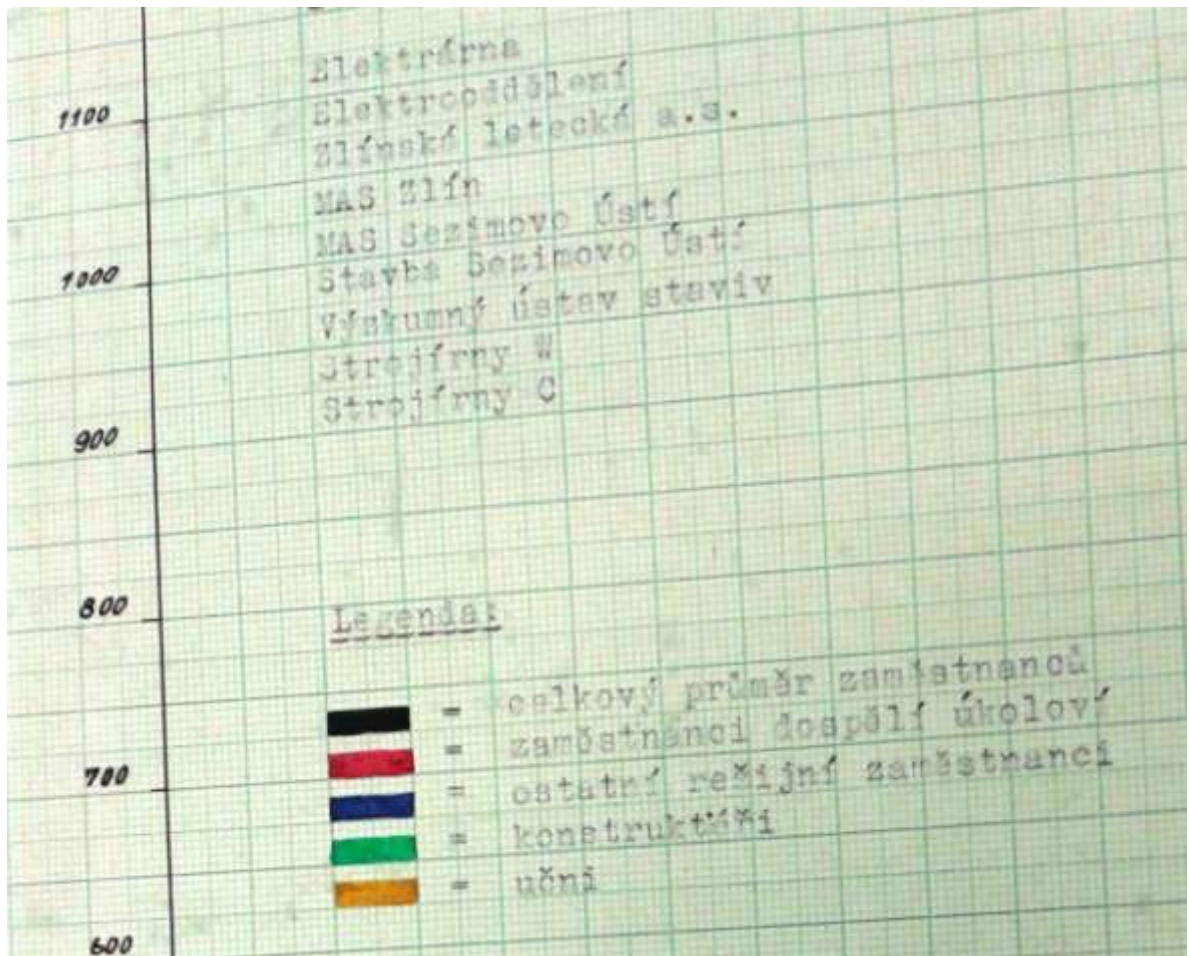 Elektrárna
Elektrooddělení
1100
Zlínská letecká a.s.
MAS Zlín
MAS Sezimovo Ústí
1000
Stavba Sezimovo Ústí
Výzkumný ústav staviv
Strojírny W
Strojírny C
900
800
Legenda:
= celkový průměr zaměstnanců
= zaměstnanci dospělí úkoloví
700
= ostatní režijní zaměstnanci
= konstruktéři
= učni
600